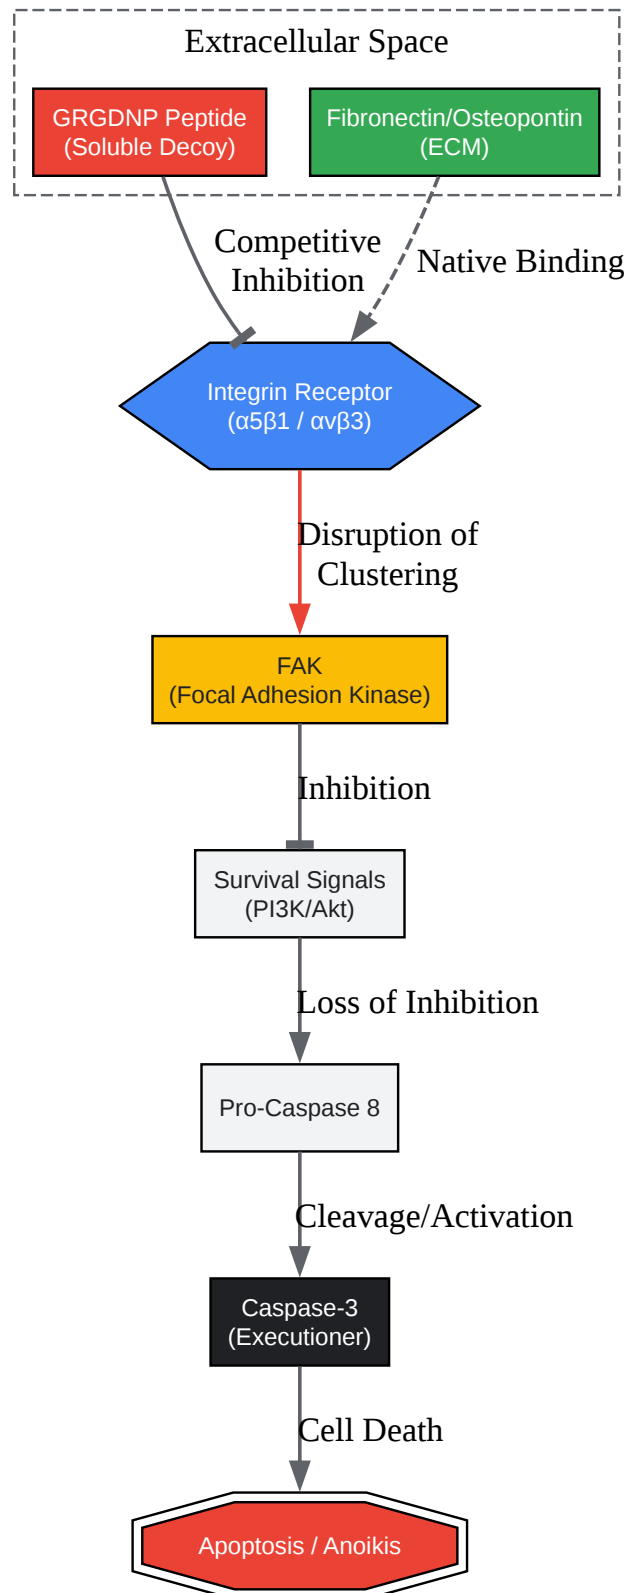 Extracellular Space
GRGDNP Peptide
(Soluble Decoy)
Fibronectin/Osteopontin
(ECM)
Competitive
Inhibition
Native Binding
Integrin Receptor
(α5β1 / αvβ3)
Disruption of
Clustering
FAK
(Focal Adhesion Kinase)
Inhibition
Survival Signals
(PI3K/Akt)
Loss of Inhibition
Pro-Caspase 8
Cleavage/Activation
Caspase-3
(Executioner)
Cell Death
Apoptosis / Anoikis